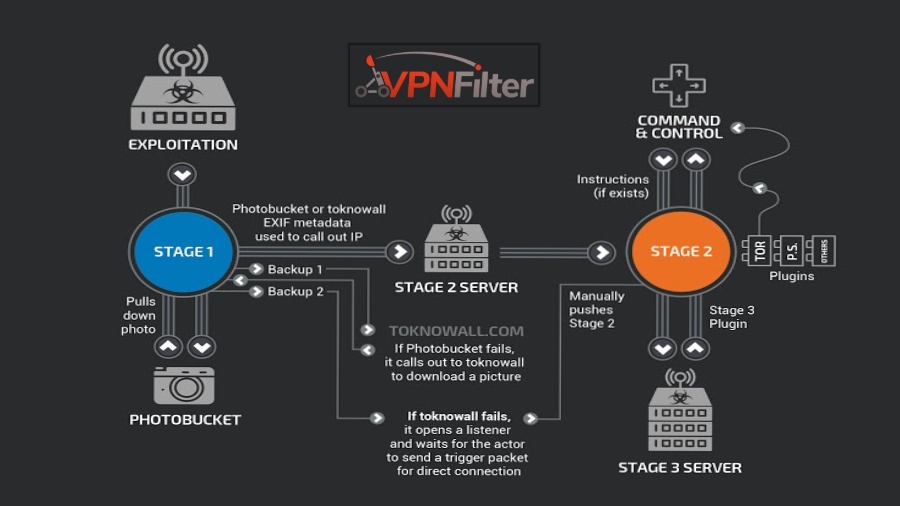 VPNFilter
EXPLOITATION
COMMAND
& CONTROL
Instructions
(if exists)
Photobucket or toknowall
EXIF metadata
used to call out IP
STAGE 1
STAGE 2
TOR
P.S.
OTHERS
Plugins
Backup 1
Backup 2
STAGE 2 SERVER
Pulls
down
photo
Manually
pushes
Stage 2
Stage 3
Plugin
TOKNOWALL.COM
If Photobucket fails,
it calls out to toknowall
to download a picture
PHOTOBUCKET
If toknowall fails,
it opens a listener
and waits for the actor
to send a trigger packet
for direct connection
STAGE 3 SERVER